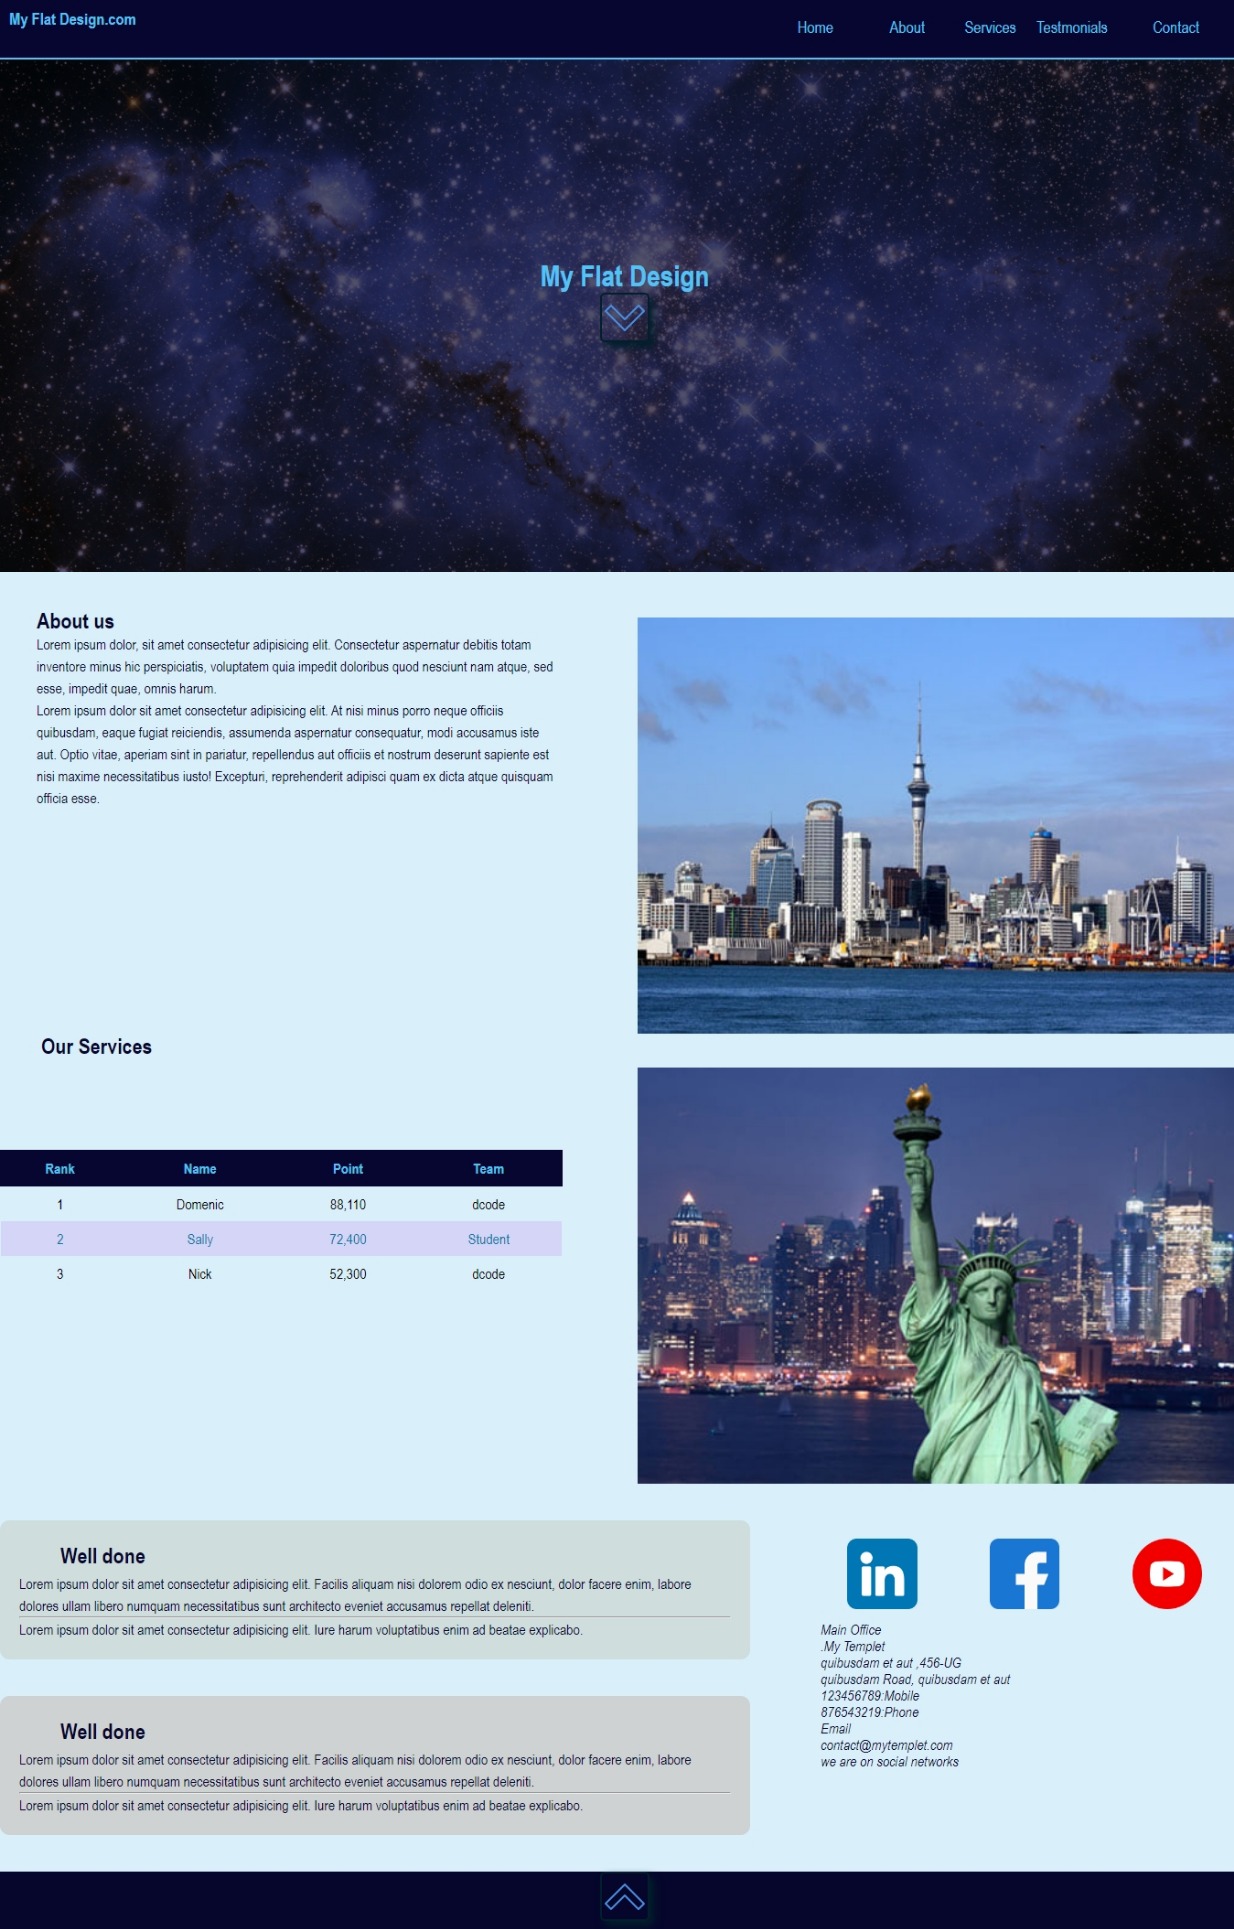 My Flat Design.com
Home About Services Testmonials Contact
My Flat Design
About us
Lorem ipsum dolor, sit amet consectetur adipisicing elit. Consectetur aspernatur debitis totam
inventore minus hic perspiciatis, voluptatem quia impedit doloribus quod nesciunt nam atque, sed
esse, impedit quae, omnis harum.
Lorem ipsum dolor sit amet consectetur adipisicing elit. At nisi minus porro neque officiis
quibusdam, eaque fugiat reiciendis, assumenda aspernatur consequatur, modi accusamus iste
aut. Optio vitae, aperiam sint in pariatur, repellendus aut officiis et nostrum deserunt sapiente est
nisi maxime necessitatibus iusto! Excepturi, reprehenderit adipisci quam ex dicta atque quisquam
officia esse.
Our Services
Rank Name Point Team
1 Domenic 88,110 dcode
2 Sally 72,400 Student
3 Nick 52,300 dcode
Well done
Lorem ipsum dolor sit amet consectetur adipisicing elit. Facilis aliquam nisi dolorem odio ex nesciunt, dolor facere enim, labore
dolores ullam libero numquam necessitatibus sunt architecto eveniet accusamus repellat deleniti.
Lorem ipsum dolor sit amet consectetur adipisicing elit. Iure harum voluptatibus enim ad beatae explicabo.
Well done
Lorem ipsum dolor sit amet consectetur adipisicing elit. Facilis aliquam nisi dolorem odio ex nesciunt, dolor facere enim, labore
dolores ullam libero numquam necessitatibus sunt architecto eveniet accusamus repellat deleniti.
Lorem ipsum dolor sit amet consectetur adipisicing elit. Iure harum voluptatibus enim ad beatae explicabo.
in f
Main Office
.My Templet
quibusdam et aut ,456-UG
quibusdam Road, quibusdam et aut
123456789:Mobile
876543219:Phone
Email
contact@mytemplet.com
we are on social networks